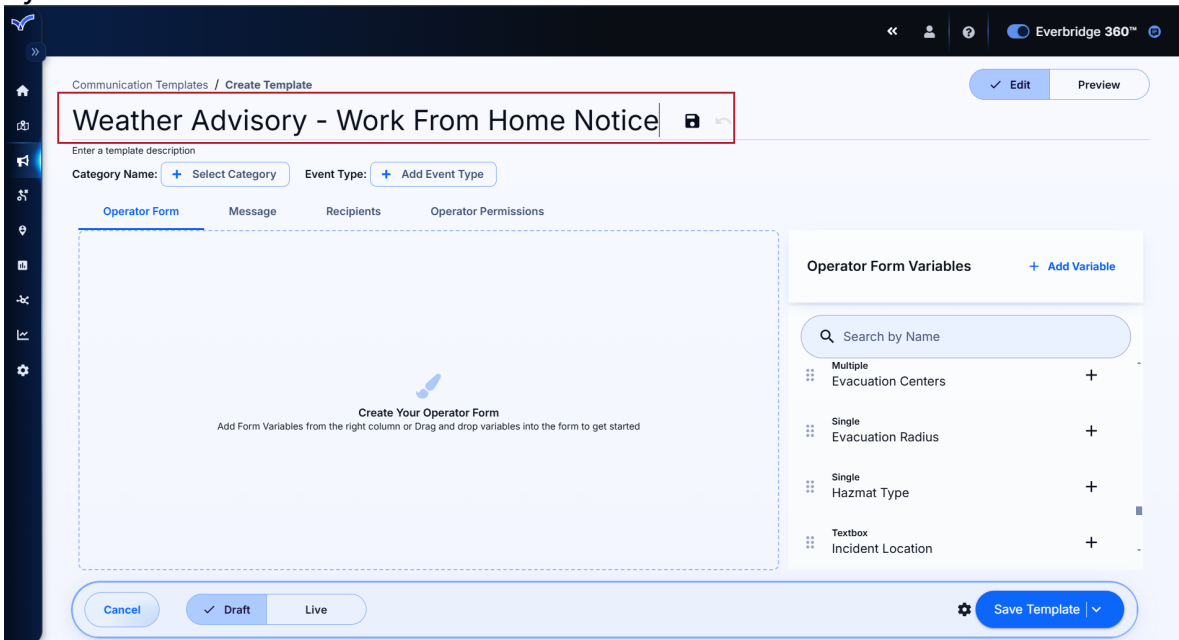 Everbridge 360™
Communication Templates / Create Template
Edit
Preview
Weather Advisory - Work From Home Notice
Enter a template description
Category Name: + Select Category Event Type: + Add Event Type
Operator Form Message Recipients Operator Permissions
Operator Form Variables
+ Add Variable
Search by Name
Multiple
Evacuation Centers
Single
Evacuation Radius
Single
Hazmat Type
Textbox
Incident Location
Create Your Operator Form
Add Form Variables from the right column or Drag and drop variables into the form to get started
Cancel
Draft
Live
Save Template